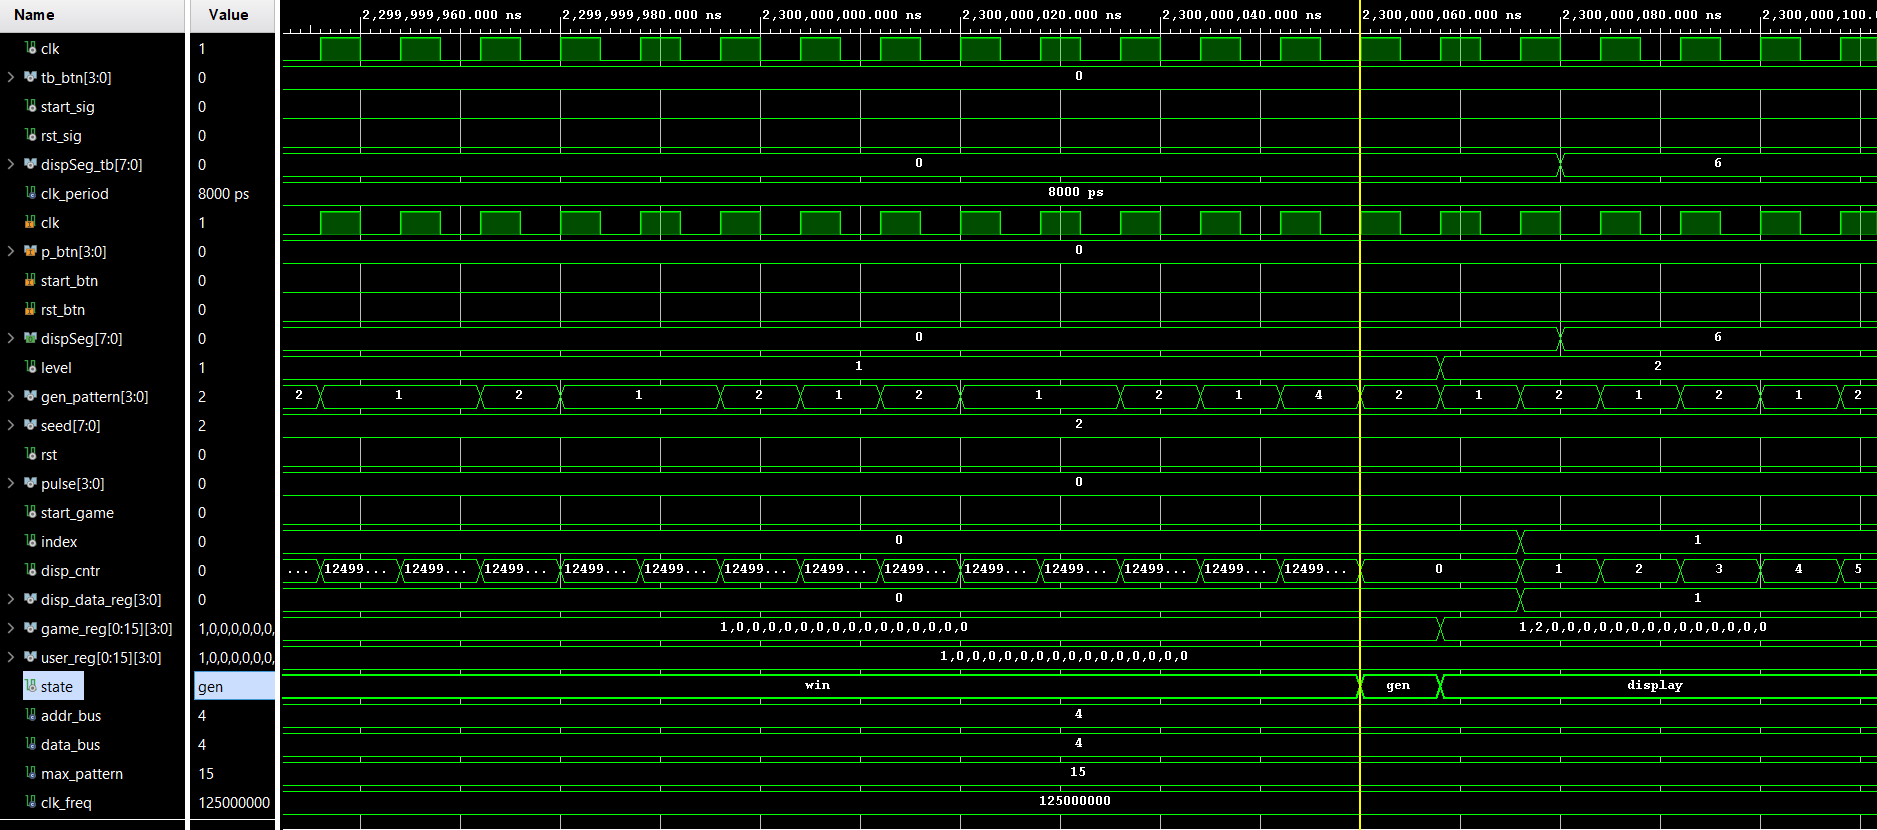 Name Value 2,299,999,960.000 ns 2,299,999,980.000 ns 2,300,000,000.000 ns 2,300,000,020.000 ns 2,300,000,040.000 ns 2,300,000,060.000 ns 2,300,000,080.000 ns 2,300,000,100.
clk 1
tb_btn[3:0] 0 0
start_sig 0
rst_sig 0
dispSeg_tb[7:0] 0 0 6
clk_period 8000 ps 8000 ps
clk 1
p_btn[3:0] 0 0
start_btn 0
rst_btn 0
dispSeg[7:0] 0 0 6
level 1 1 2
gen_pattern[3:0] 2 2 1 2 1 2 1 2 1 2 1 4 2 1 2 1 2 1 2
seed[7:0] 2 2
rst 0
pulse[3:0] 0 0
start_game 0
index 0 0 1
disp_cntr 0 ... 12499... 12499... 12499... 12499... 12499... 12499... 12499... 12499... 12499... 12499... 12499... 12499... 12499... 0 1 2 3 4 5
disp_data_reg[3:0] 0 0 1
game_reg[0:15][3:0] 1,0,0,0,0,0, 1,0,0,0,0,0,0,0,0,0,0,0,0,0,0,0 1,2,0,0,0,0,0,0,0,0,0,0,0,0,0,0
user_reg[0:15][3:0] 1,0,0,0,0,0, 1,0,0,0,0,0,0,0,0,0,0,0,0,0,0,0
state gen win gen display
addr_bus 4 4
data_bus 4 4
max_pattern 15 15
clk_freq 125000000 125000000